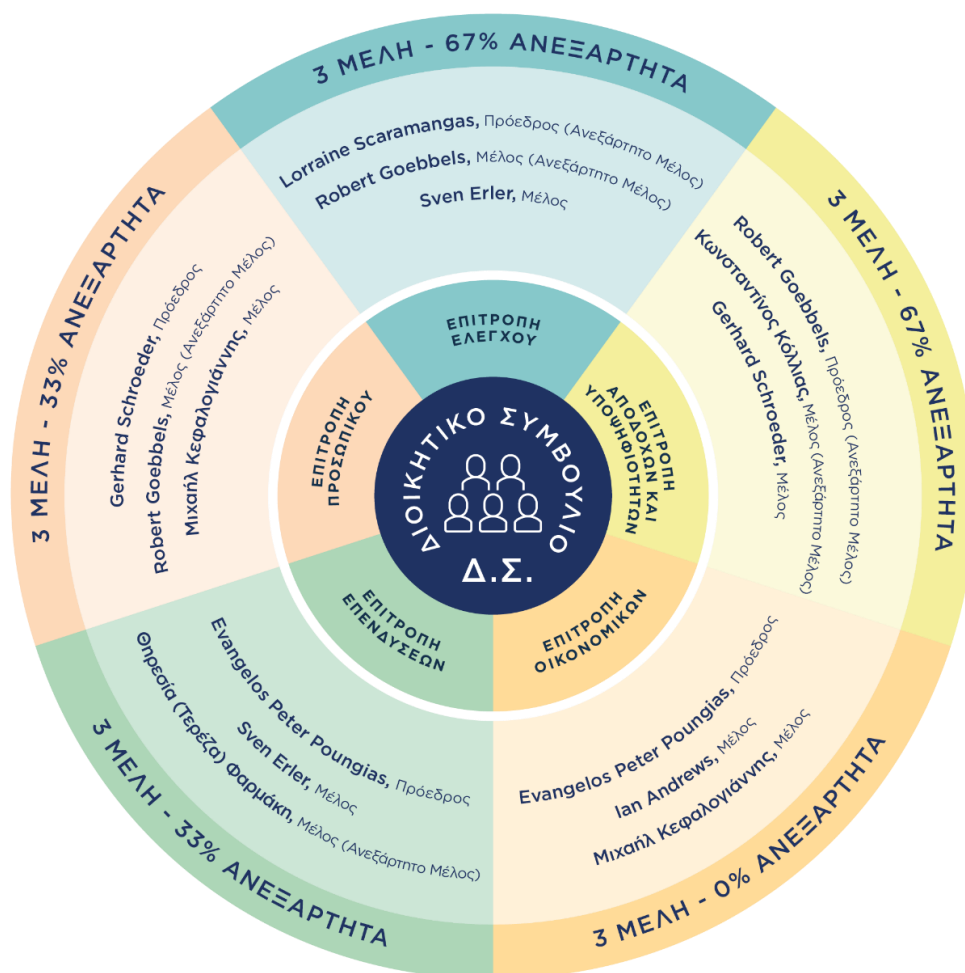 3 ΜΕΛΗ - 67% ΑΝΕΞΑΡΤΗΤΑ
Lorraine Scaramangas, Πρόεδρος (Ανεξάρτητο Μέλος)
Robert Goebbels, Μέλος (Ανεξάρτητο Μέλος)
Sven Erler, Μέλος
ΕΠΙΤΡΟΠΗ
ΕΛΕΓΧΟΥ
3 ΜΕΛΗ - 67% ΑΝΕΞΑΡΤΗΤΑ
Robert Goebbels, Πρόεδρος (Ανεξάρτητο Μέλος)
Κωνσταντίνος Κόλλιας, Μέλος (Ανεξάρτητο Μέλος)
Gerhard Schroeder, Μέλος
ΕΠΙΤΡΟΠΗ
ΑΠΟΔΟΧΩΝ ΚΑΙ
ΥΠΟΨΗΦΙΟΤΗΤΩΝ
3 ΜΕΛΗ - 0% ΑΝΕΞΑΡΤΗΤΑ
Evangelos Peter Poungias, Πρόεδρος
Ian Andrews, Μέλος
Μιχαήλ Κεφαλογιάννης, Μέλος
ΕΠΙΤΡΟΠΗ
ΟΙΚΟΝΟΜΙΚΩΝ
3 ΜΕΛΗ - 33% ΑΝΕΞΑΡΤΗΤΑ
Evangelos Peter Poungias, Πρόεδρος
Sven Erler, Μέλος
Θηρεσία (Τερέζα) Φαρμάκη, Μέλος (Ανεξάρτητο Μέλος)
ΕΠΙΤΡΟΠΗ
ΕΠΕΝΔΥΣΕΩΝ
3 ΜΕΛΗ - 33% ΑΝΕΞΑΡΤΗΤΑ
Gerhard Schroeder, Πρόεδρος
Robert Goebbels, Μέλος (Ανεξάρτητο Μέλος)
Μιχαήλ Κεφαλογιάννης, Μέλος
ΕΠΙΤΡΟΠΗ
ΠΡΟΣΩΠΙΚΟΥ
ΔΙΟΙΚΗΤΙΚΟ ΣΥΜΒΟΥΛΙΟ
Δ.Σ.